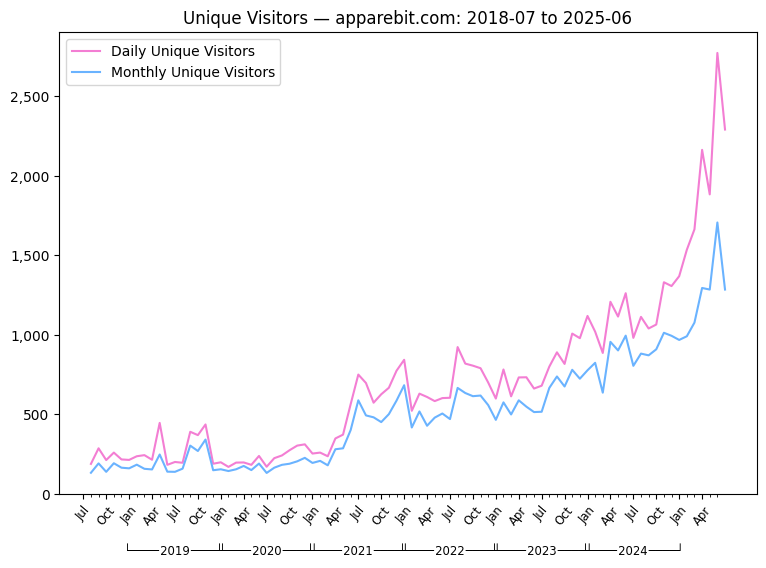 Unique Visitors — apparebit.com: 2018-07 to 2025-06
Daily Unique Visitors
Monthly Unique Visitors
2,500
2,000
1,500
1,000
500
0
Jul Oct Jan Apr Jul Oct Jan Apr Jul Oct Jan Apr Jul Oct Jan Apr Jul Oct Jan Apr Jul Oct Jan Apr Jul Oct Jan Apr
2019 2020 2021 2022 2023 2024